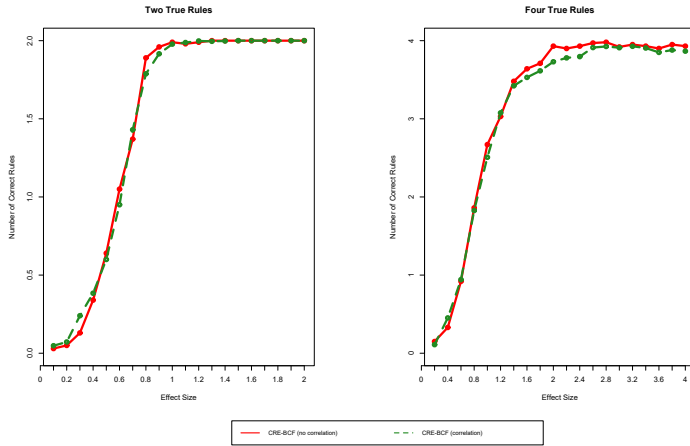 Two True Rules
Number of Correct Rules
0.0
0.5
1.0
1.5
2.0
0 0.2 0.4 0.6 0.8 1 1.2 1.4 1.6 1.8 2
Effect Size
Four True Rules
Number of Correct Rules
0
1
2
3
4
0 0.4 0.8 1.2 1.6 2 2.4 2.8 3.2 3.6 4
Effect Size
CRE-BCF (no correlation)
CRE-BCF (correlation)